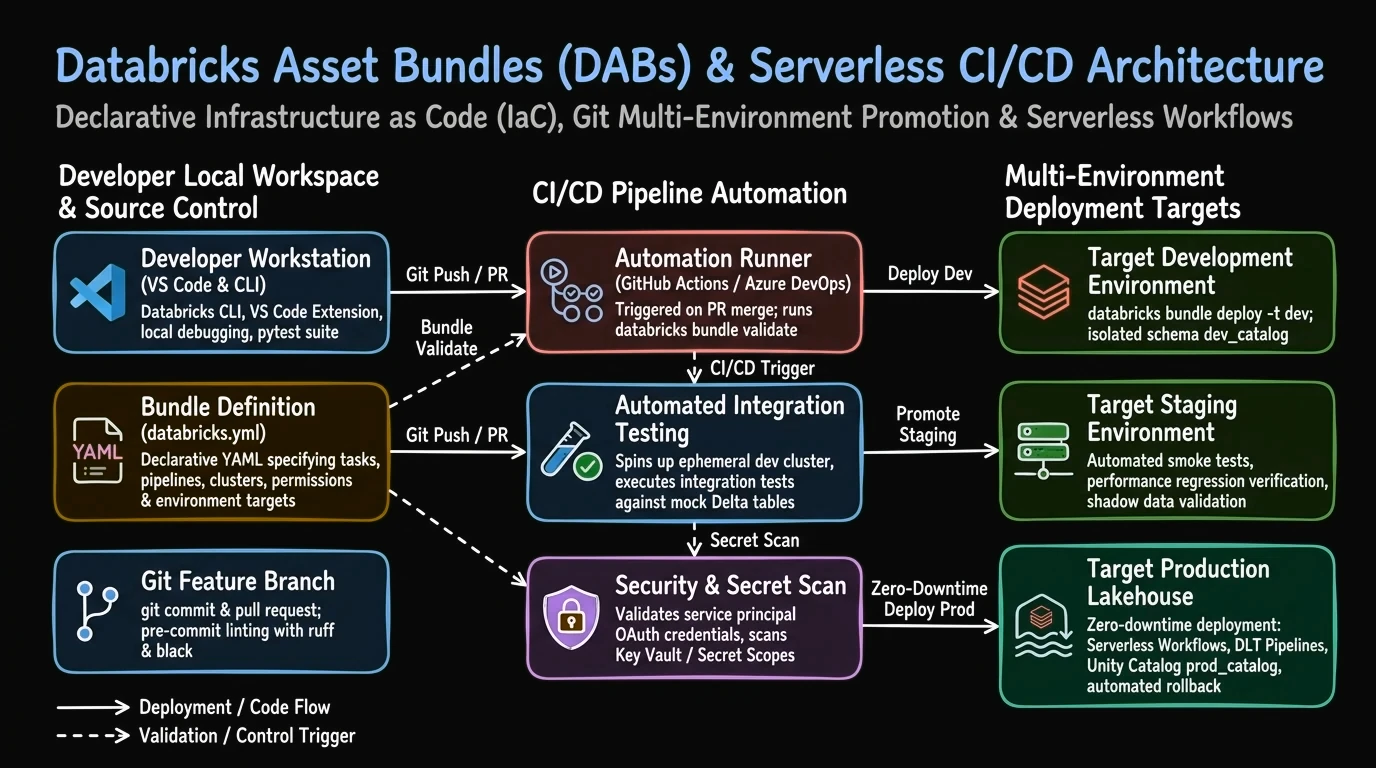 Databricks Asset Bundles (DABs) & Serverless CI/CD Architecture
Declarative Infrastructure as Code (IaC), Git Multi-Environment Promotion & Serverless Workflows
Developer Local Workspace
& Source Control
Developer Workstation
(VS Code & CLI)
Databricks CLI, VS Code Extension,
local debugging, pytest suite
Bundle Definition
(databricks.yml)
YAML
Declarative YAML specifying tasks,
pipelines, clusters, permissions
& environment targets
Git Feature Branch
git commit & pull request;
pre-commit linting with ruff
& black
Git Push / PR
Bundle
Validate
Git Push / PR
CI/CD Pipeline Automation
Automation Runner
(GitHub Actions / Azure DevOps)
Triggered on PR merge; runs
databricks bundle validate
CI/CD Trigger
Automated Integration
Testing
Spins up ephemeral dev cluster,
executes integration tests
against mock Delta tables
Secret Scan
Security & Secret Scan
Validates service principal
OAuth credentials, scans
Key Vault / Secret Scopes
Deploy Dev
Promote
Staging
Zero-Downtime
Deploy Prod
Multi-Environment
Deployment Targets
Target Development
Environment
databricks bundle deploy -t dev;
isolated schema dev_catalog
Target Staging
Environment
Automated smoke tests,
performance regression verification,
shadow data validation
Target Production
Lakehouse
Zero-downtime deployment:
Serverless Workflows, DLT Pipelines,
Unity Catalog prod_catalog,
automated rollback
Deployment / Code Flow
Validation / Control Trigger